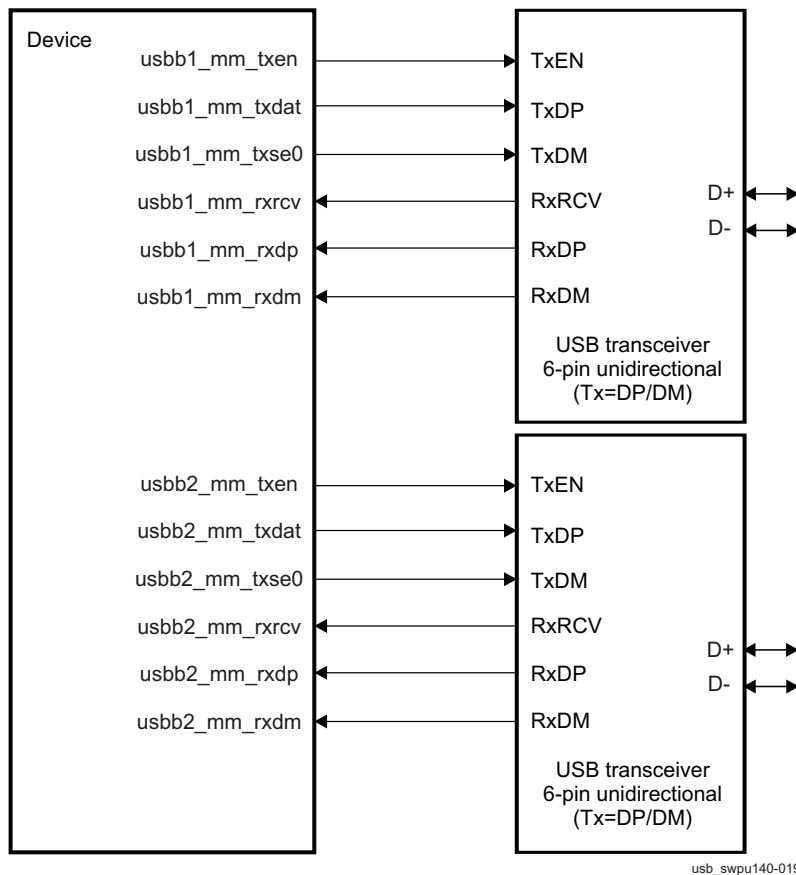 Device
usbb1_mm_txen
usbb1_mm_txdat
usbb1_mm_txse0
usbb1_mm_rxrcv
usbb1_mm_rxdp
usbb1_mm_rxdm
TxEN
TxDP
TxDM
RxRCV
RxDP
RxDM
D+
D-
USB transceiver
6-pin unidirectional
(Tx=DP/DM)
usbb2_mm_txen
usbb2_mm_txdat
usbb2_mm_txse0
usbb2_mm_rxrcv
usbb2_mm_rxdp
usbb2_mm_rxdm
TxEN
TxDP
TxDM
RxRCV
RxDP
RxDM
D+
D-
USB transceiver
6-pin unidirectional
(Tx=DP/DM)
usb_swpu140-019